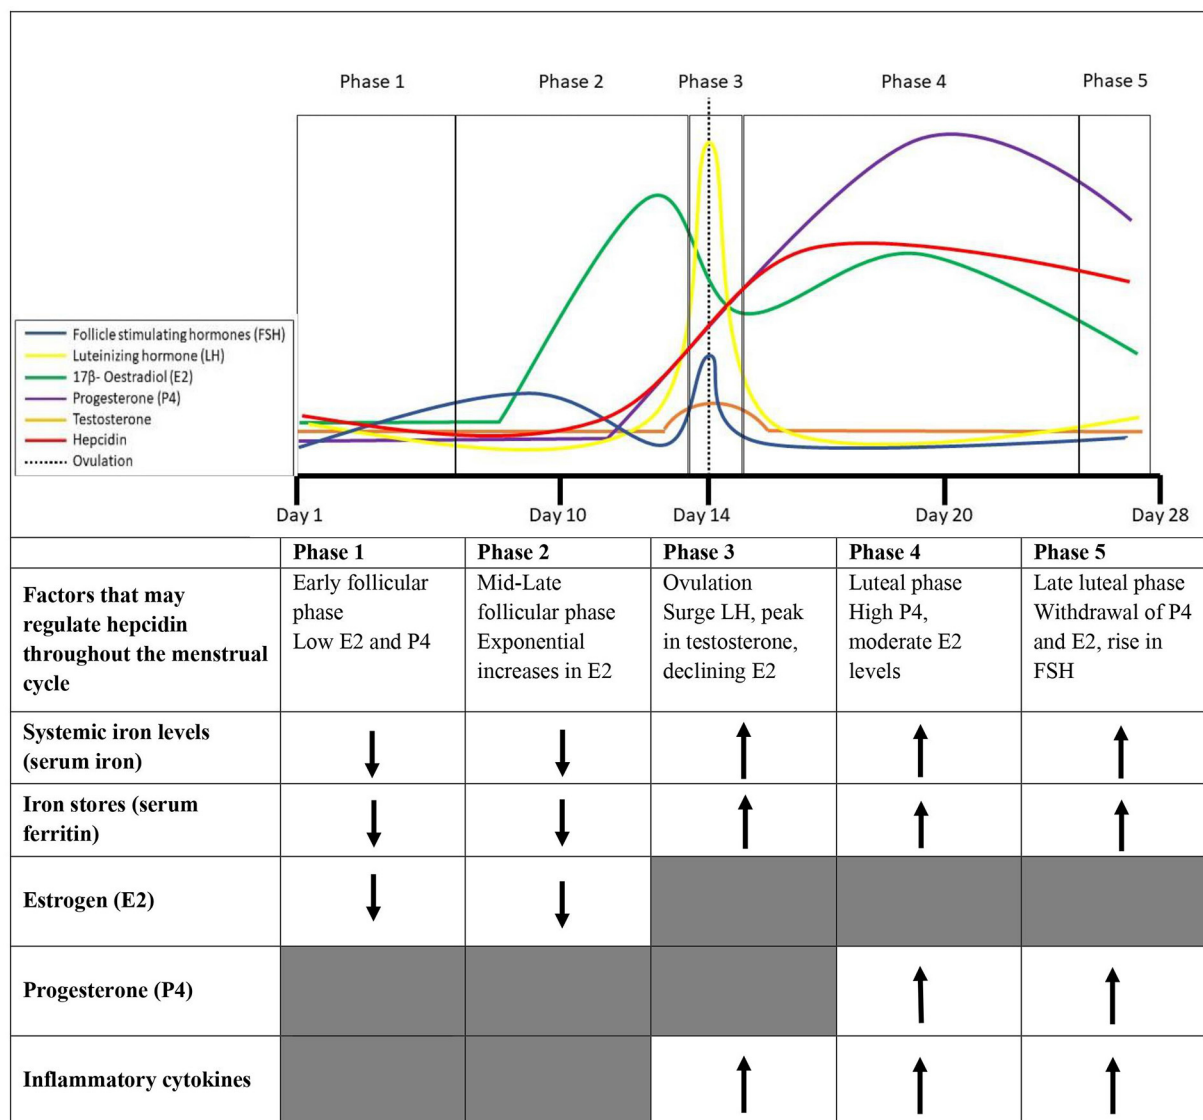 Phase 1 Phase 2 Phase 3 Phase 4 Phase 5
Follicle stimulating hormones (FSH)
Luteinizing hormone (LH)
17β- Oestradiol (E2)
Progesterone (P4)
Testosterone
Hepcidin
Ovulation
Day 1 Day 10 Day 14 Day 20 Day 28
Phase 1 Phase 2 Phase 3 Phase 4 Phase 5
Factors that may
regulate hepcidin
throughout the menstrual
cycle
Early follicular
phase
Low E2 and P4
Mid-Late
follicular phase
Exponential
increases in E2
Ovulation
Surge LH, peak
in testosterone,
declining E2
Luteal phase
High P4,
moderate E2
levels
Late luteal phase
Withdrawal of P4
and E2, rise in
FSH
Systemic iron levels
(serum iron)
Iron stores (serum
ferritin)
Estrogen (E2)
Progesterone (P4)
Inflammatory cytokines